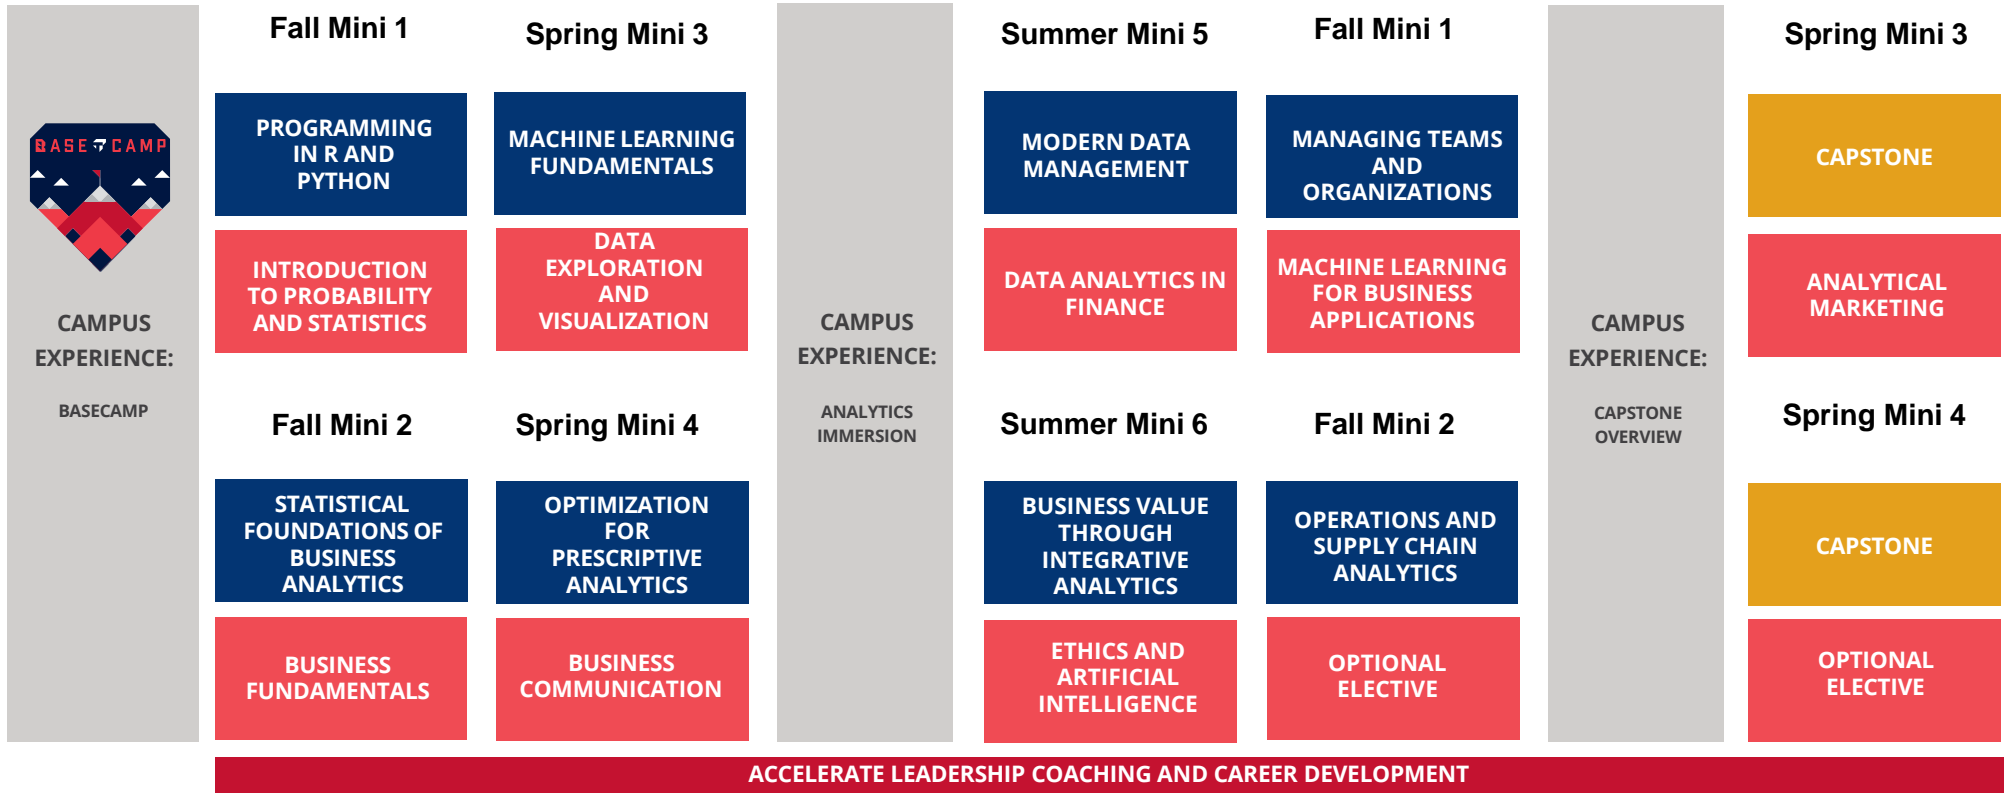 BASE CAMP
CAMPUS
EXPERIENCE:
BASECAMP
Fall Mini 1
PROGRAMMING
IN R AND
PYTHON
INTRODUCTION
TO PROBABILITY
AND STATISTICS
Fall Mini 2
STATISTICAL
FOUNDATIONS OF
BUSINESS
ANALYTICS
BUSINESS
FUNDAMENTALS
Spring Mini 3
MACHINE LEARNING
FUNDAMENTALS
DATA
EXPLORATION
AND
VISUALIZATION
Spring Mini 4
OPTIMIZATION
FOR
PRESCRIPTIVE
ANALYTICS
BUSINESS
COMMUNICATION
CAMPUS
EXPERIENCE:
ANALYTICS
IMMERSION
Summer Mini 5
MODERN DATA
MANAGEMENT
DATA ANALYTICS IN
FINANCE
Summer Mini 6
BUSINESS VALUE
THROUGH
INTEGRATIVE
ANALYTICS
ETHICS AND
ARTIFICIAL
INTELLIGENCE
Fall Mini 1
MANAGING TEAMS
AND
ORGANIZATIONS
MACHINE LEARNING
FOR BUSINESS
APPLICATIONS
Fall Mini 2
OPERATIONS AND
SUPPLY CHAIN
ANALYTICS
OPTIONAL
ELECTIVE
CAMPUS
EXPERIENCE:
CAPSTONE
OVERVIEW
Spring Mini 3
CAPSTONE
ANALYTICAL
MARKETING
Spring Mini 4
CAPSTONE
OPTIONAL
ELECTIVE
ACCELERATE LEADERSHIP COACHING AND CAREER DEVELOPMENT